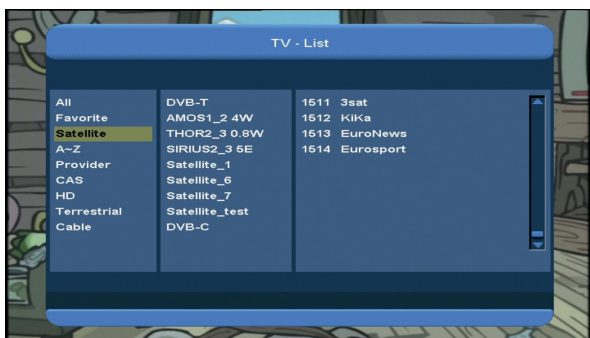 TV - List
All
Favorite
Satellite
A~Z
Provider
CAS
HD
Terrestrial
Cable
DVB-T
AMOS1_2 4W
THOR2_3 0.8W
SIRIUS2_3 5E
Satellite_1
Satellite_6
Satellite_7
Satellite_test
DVB-C
1511 3sat
1512 KiKa
1513 EuroNews
1514 Eurosport